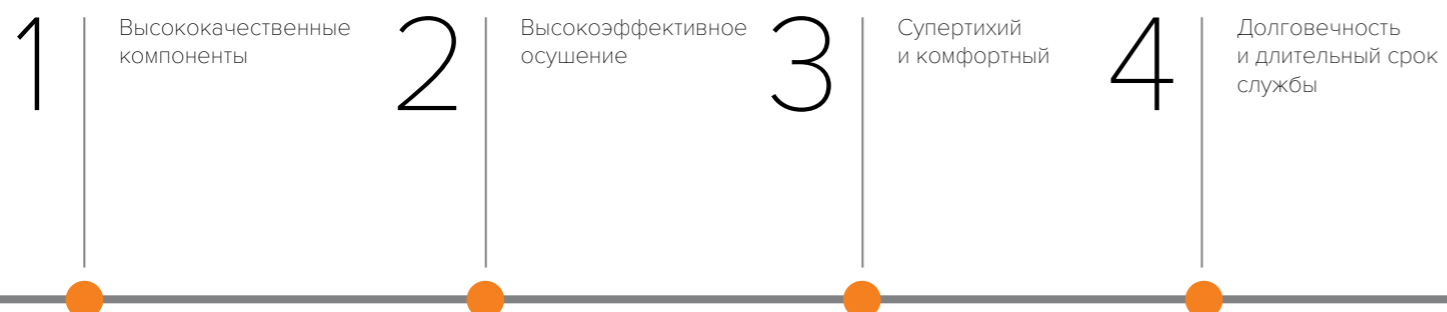 1
Высококачественные
компоненты
2
Высокоэффективное
осушение
3
Супертихий
и комфортный
4
Долговечность
и длительный срок
службы